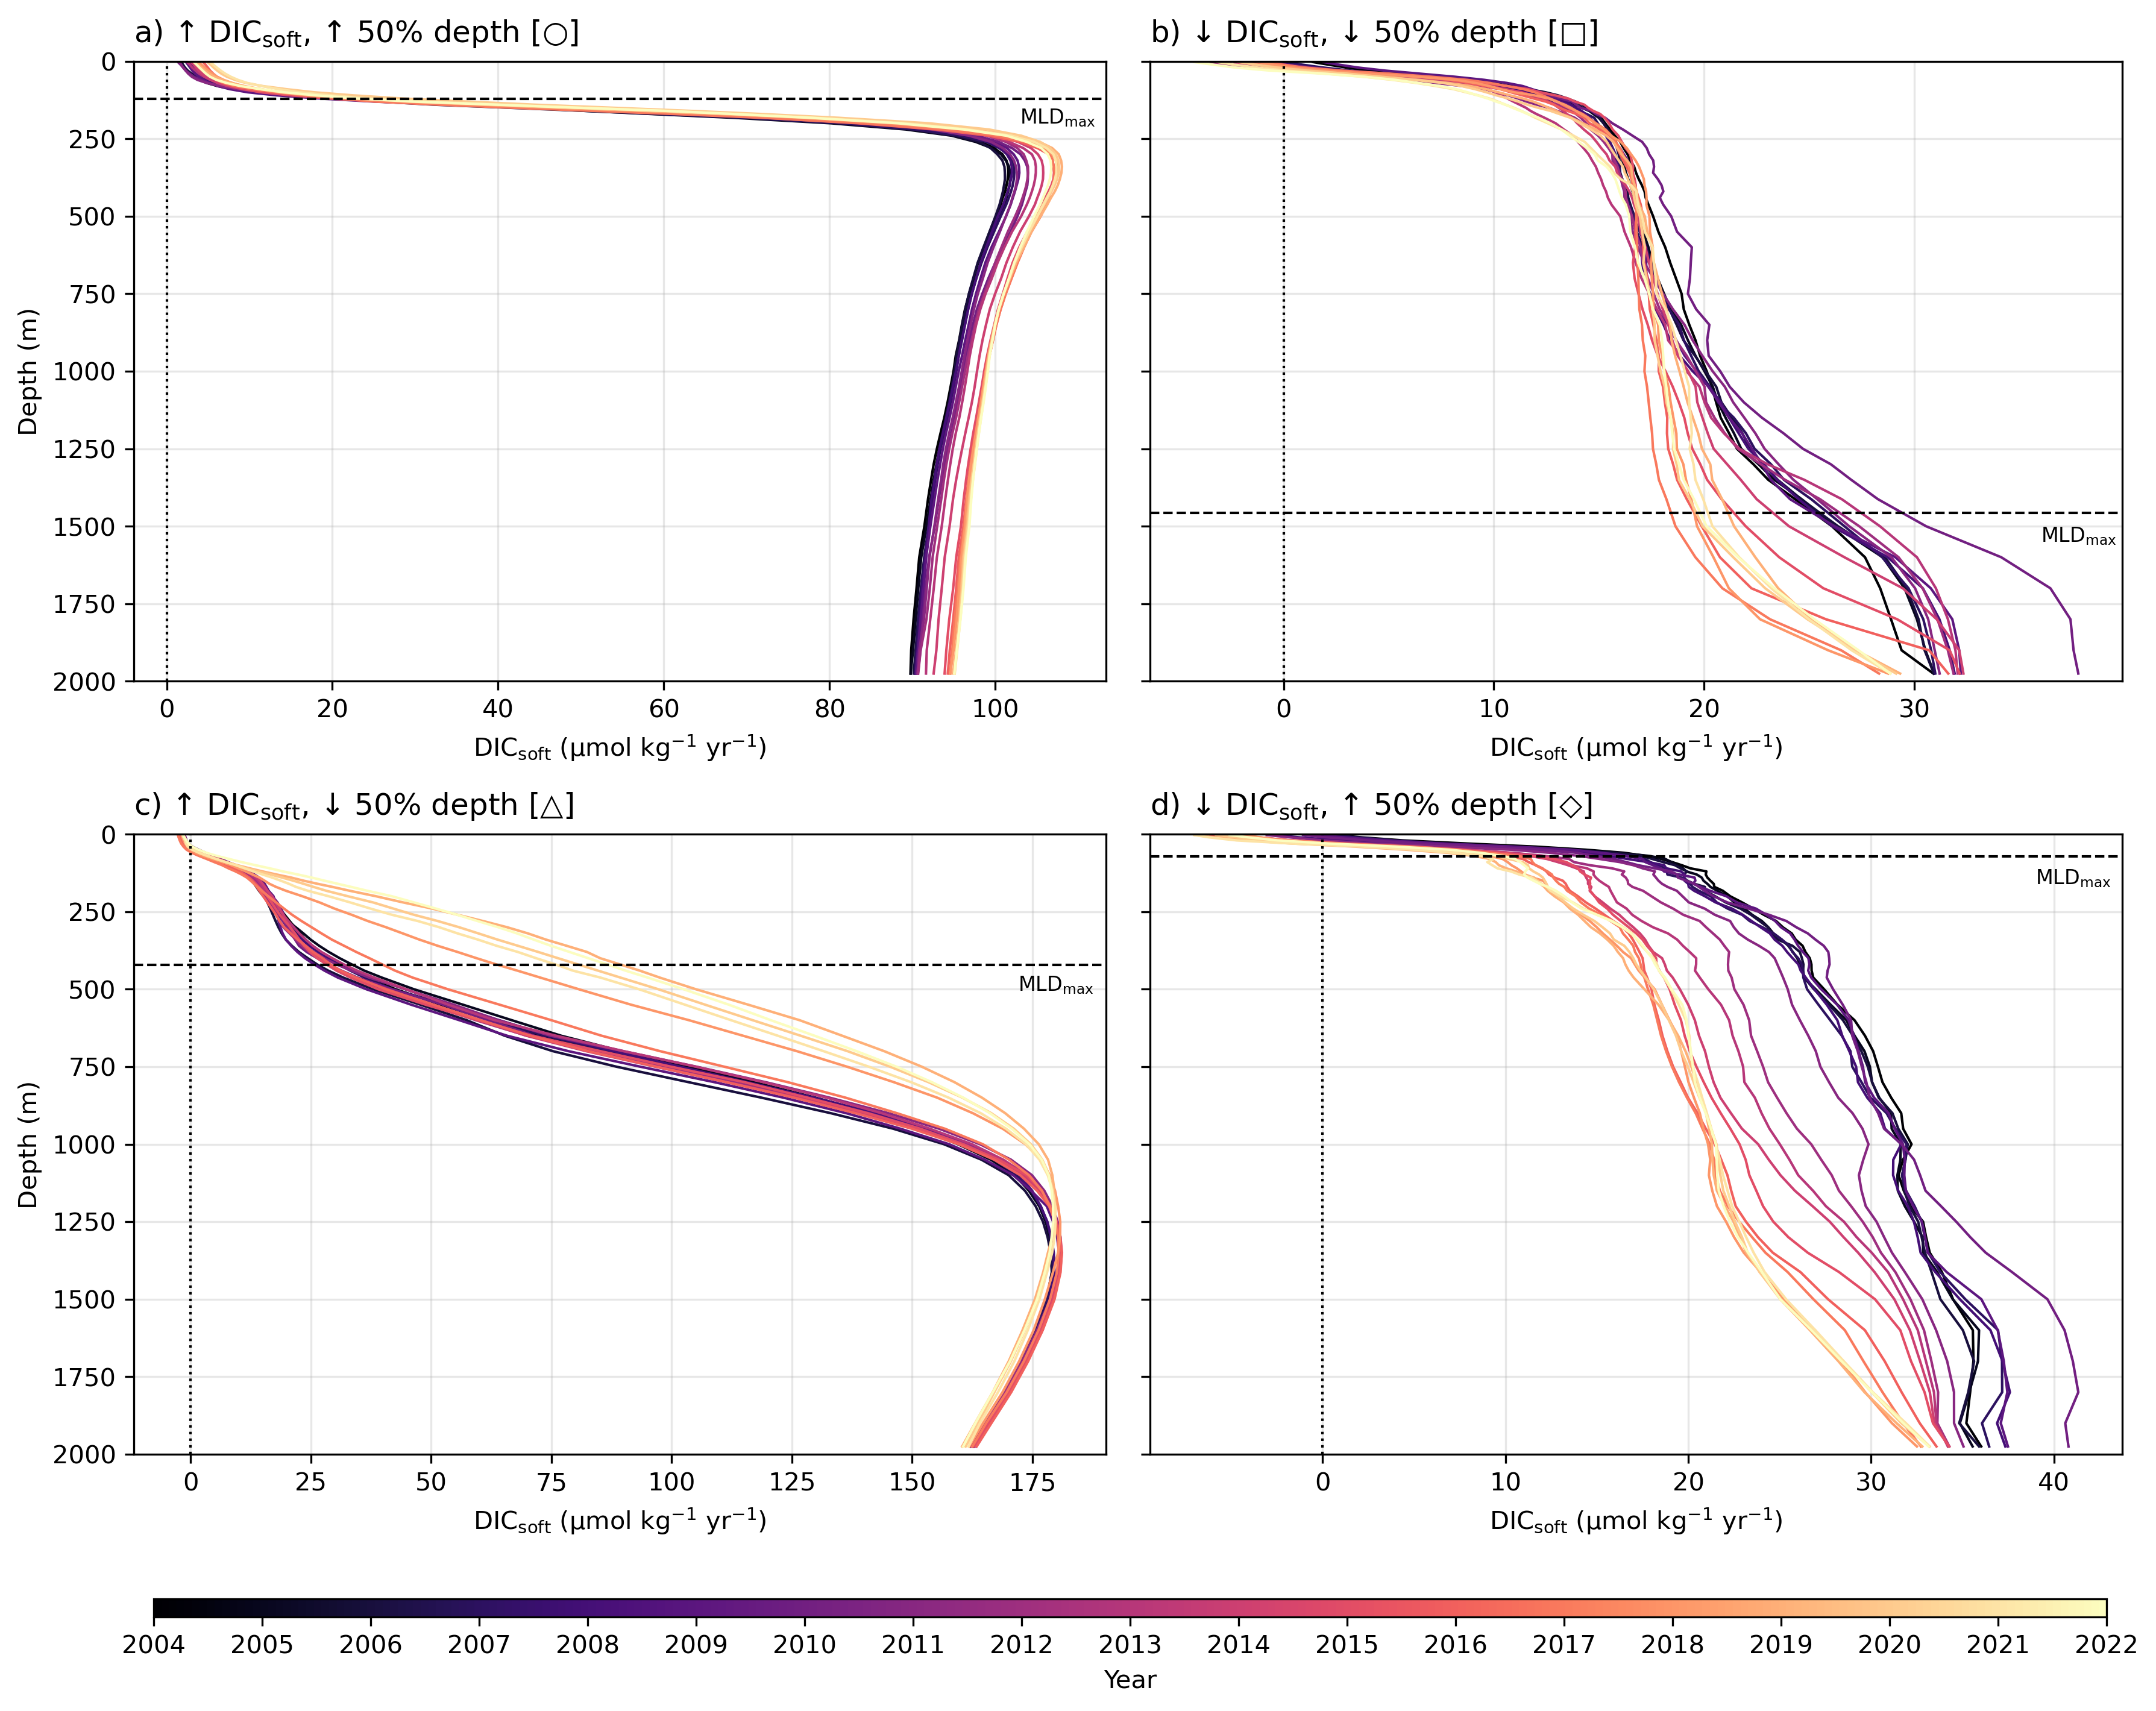 a) ↑ DICsoft, ↑ 50% depth [○]
b) ↓ DICsoft, ↓ 50% depth [□]
0
250
500
750
1000
1250
1500
1750
2000
Depth (m)
MLDmax
MLDmax
0 20 40 60 80 100
0 10 20 30
DICsoft (µmol kg⁻¹ yr⁻¹)
DICsoft (µmol kg⁻¹ yr⁻¹)
c) ↑ DICsoft, ↓ 50% depth [△]
d) ↓ DICsoft, ↑ 50% depth [◇]
0
250
500
750
1000
1250
1500
1750
2000
Depth (m)
MLDmax
MLDmax
0 25 50 75 100 125 150 175
0 10 20 30 40
DICsoft (µmol kg⁻¹ yr⁻¹)
DICsoft (µmol kg⁻¹ yr⁻¹)
2004 2005 2006 2007 2008 2009 2010 2011 2012 2013 2014 2015 2016 2017 2018 2019 2020 2021 2022
Year